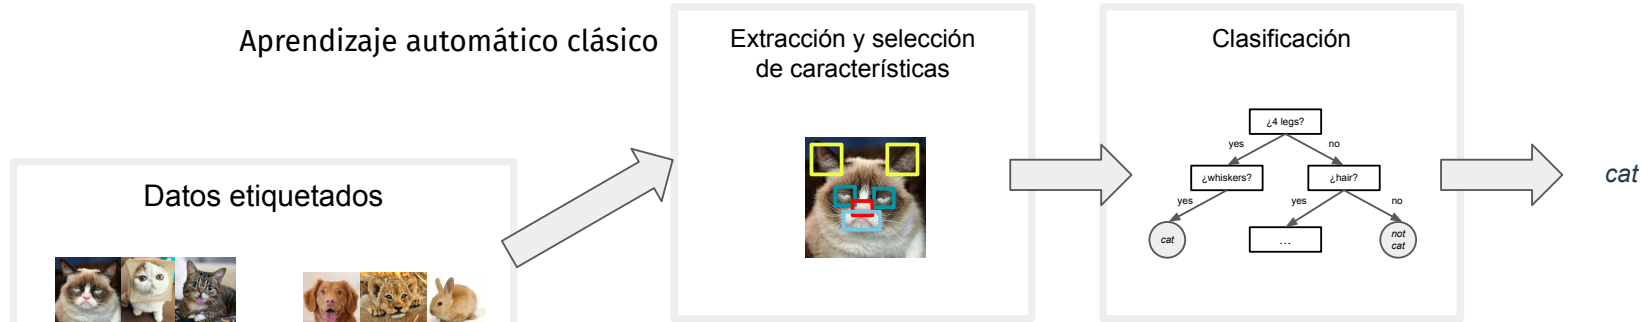 Aprendizaje automático clásico
Datos etiquetados
Extracción y selección
de características
Clasificación
¿4 legs?
yes
no
¿whiskers?
¿hair?
yes
yes
no
cat
...
not
cat
cat